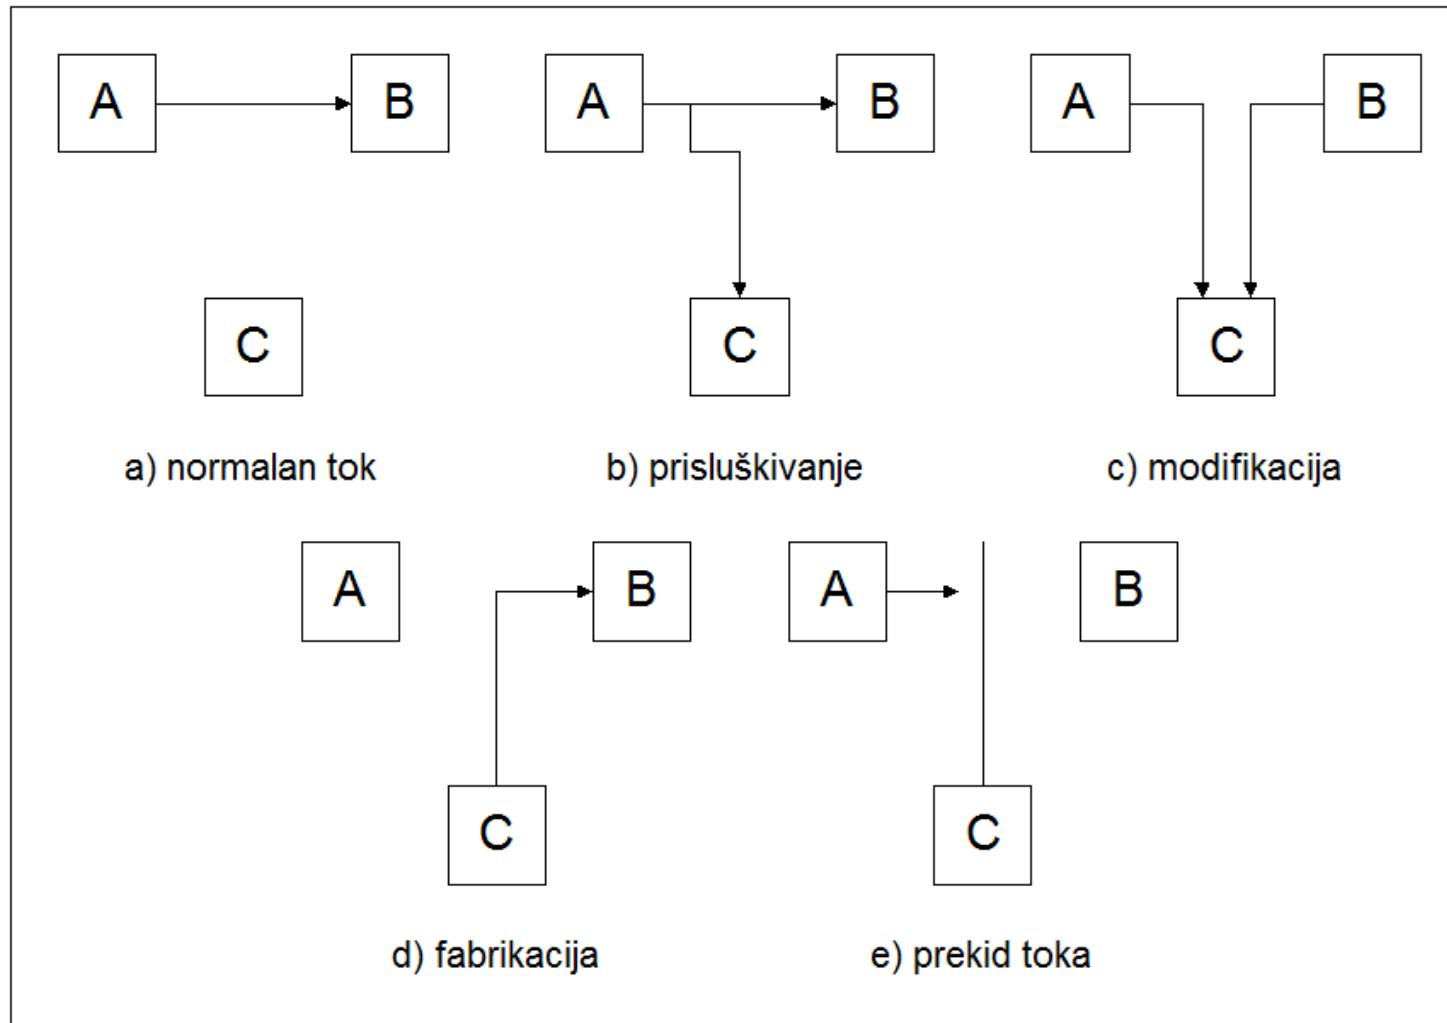 A B A B A B
C C C
a) normalan tok b) prisluškivanje c) modifikacija
A B A B
C C
d) fabrikacija e) prekid toka